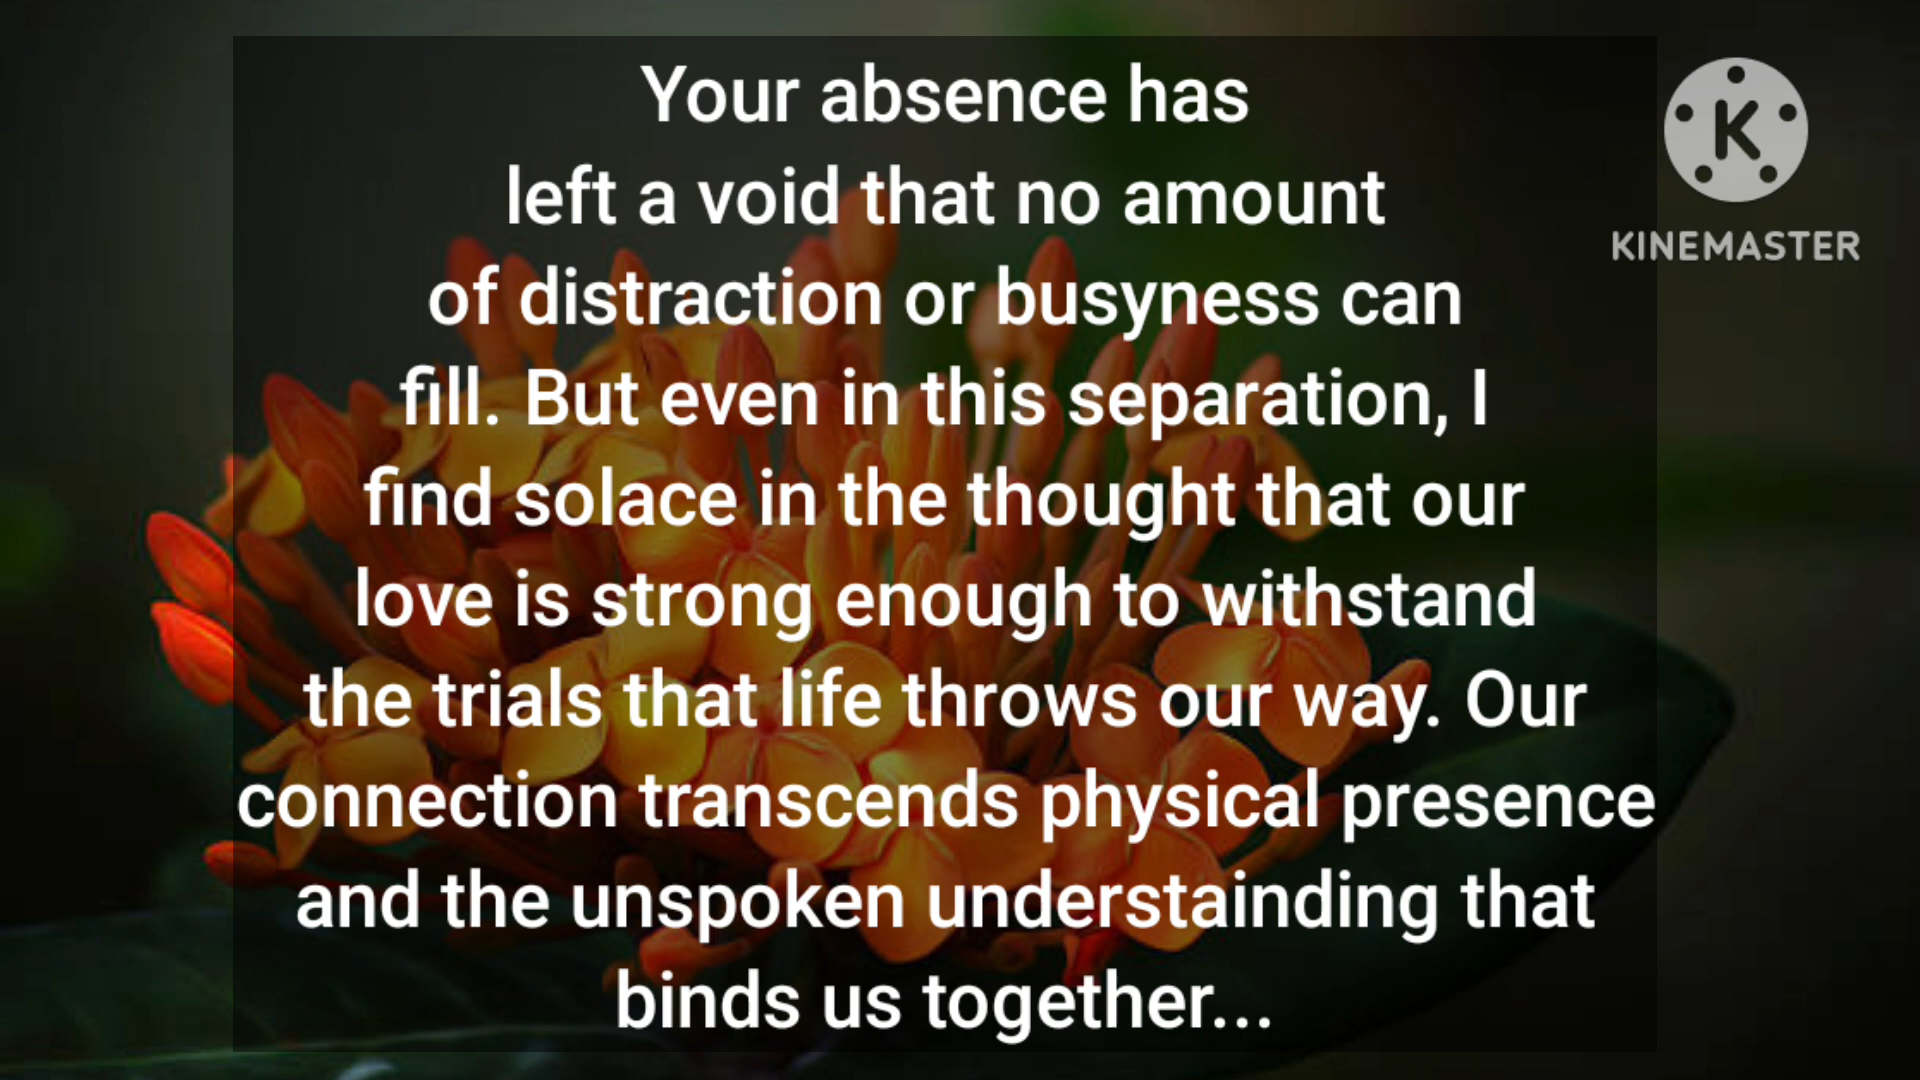 Your absence has
left a void that no amount
of distraction or busyness can
fill. But even in this separation, I
find solace in the thought that our
love is strong enough to withstand
the trials that life throws our way. Our
connection transcends physical presence
and the unspoken understainding that
binds us together...
K
KINEMASTER